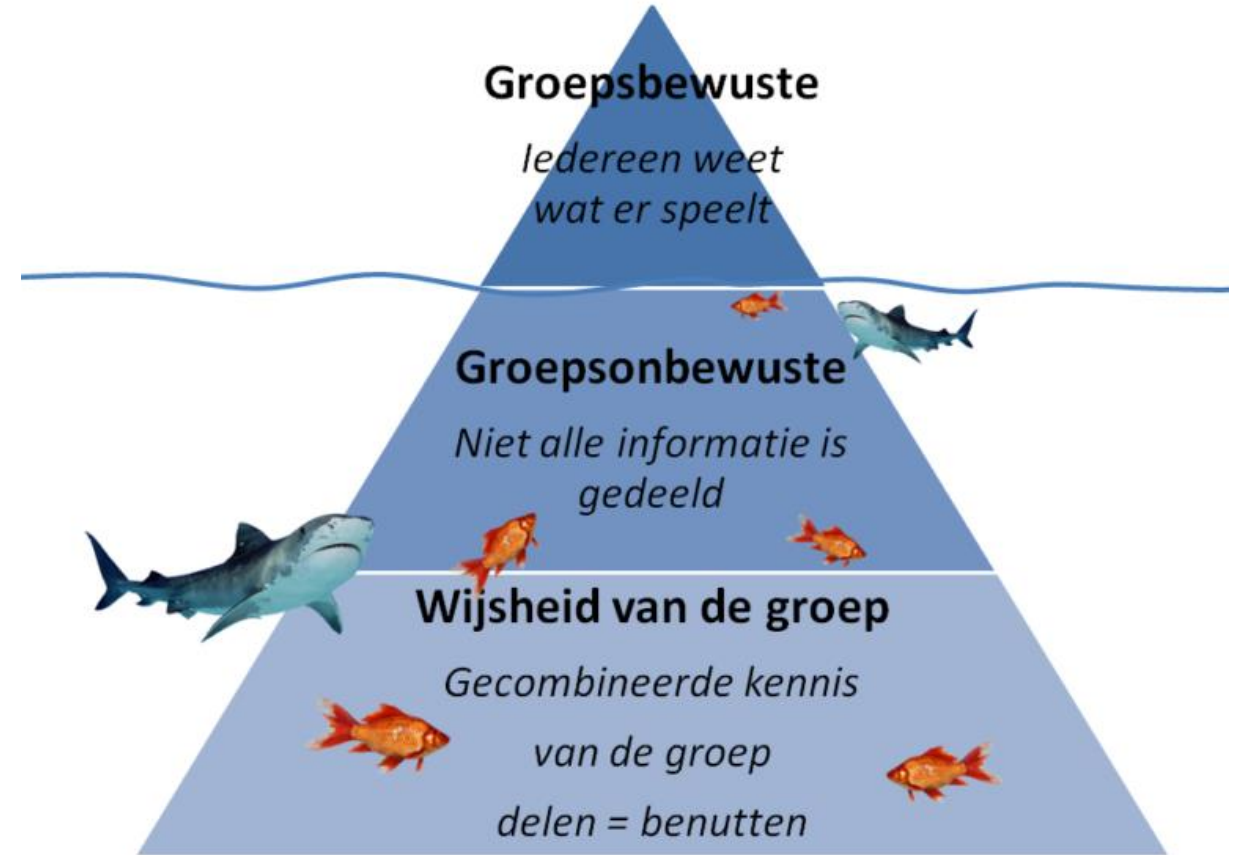 Groepsbewuste
Iedereen weet
wat er speelt
Groepsonbewuste
Niet alle informatie is
gedeeld
Wijsheid van de groep
Gecombineerde kennis
van de groep
delen = benutten